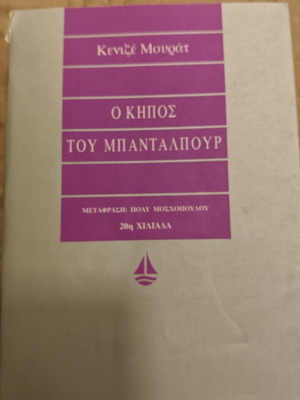 Κενιζέ Μουράτ
Ο ΚΗΠΟΣ
ΤΟΥ ΜΠΑΝΤΑΛΠΟΥΡ
ΜΕΤΑΦΡΑΣΗ: ΠΟΛΥ ΜΟΣΧΟΠΟΥΛΟΥ
20η ΧΙΛΙΑΔΑ